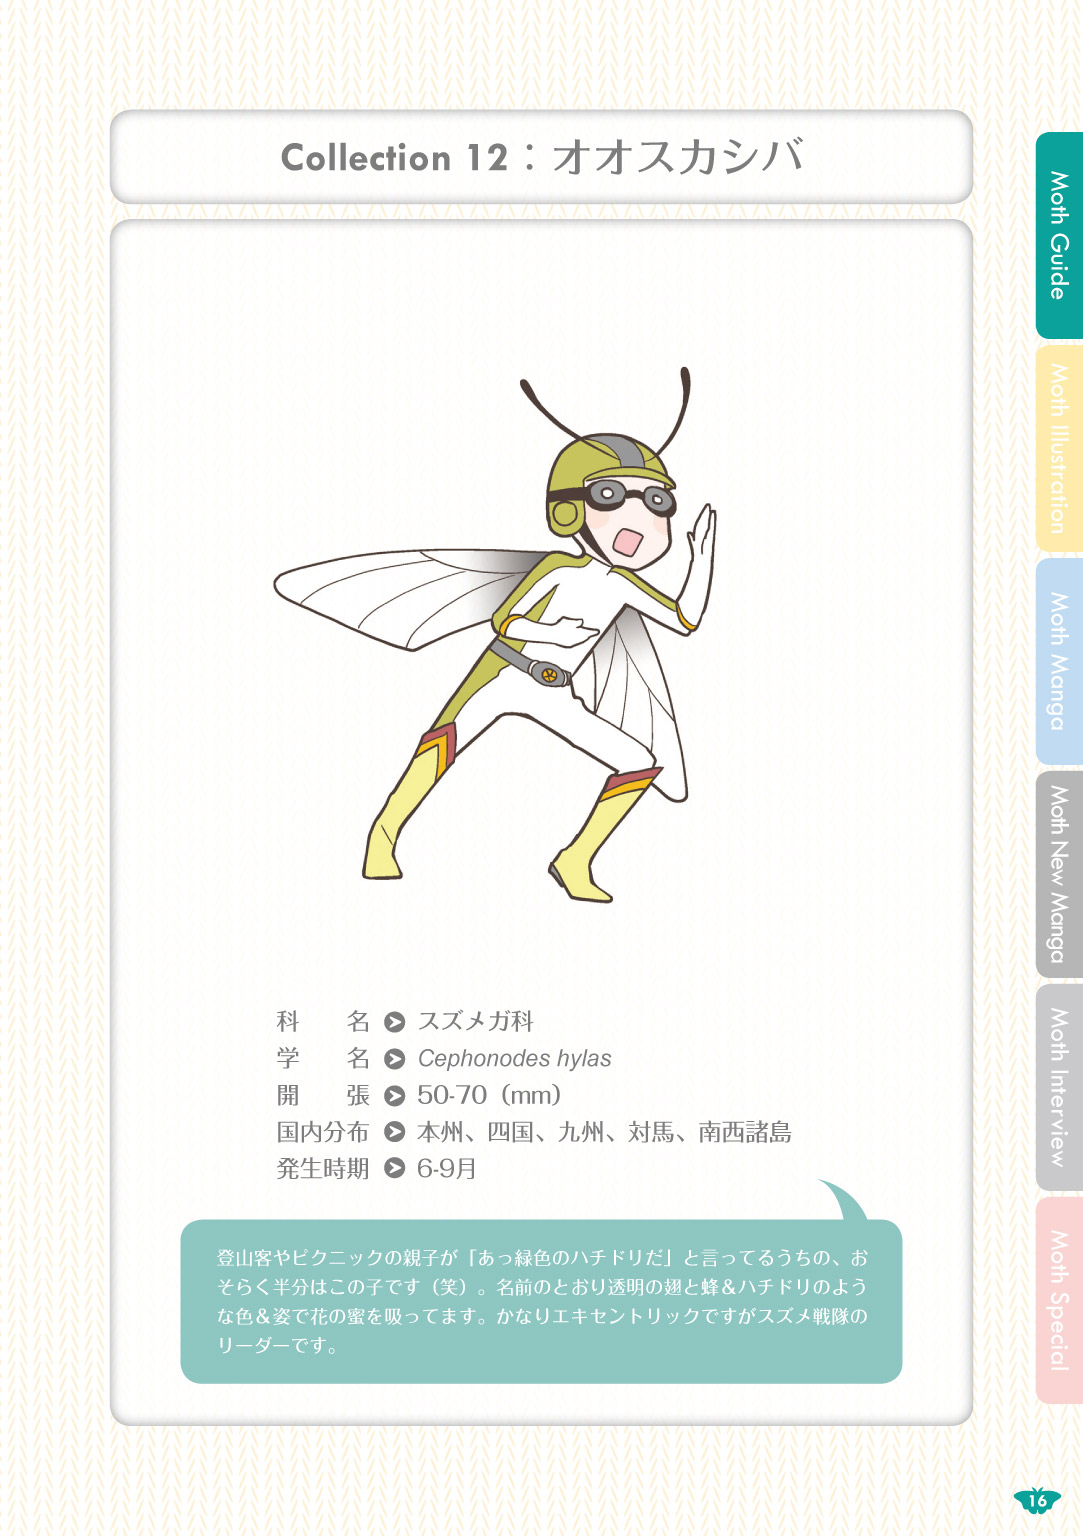 Collection 12：オオスカシバ
科　　名 スズメガ科
学　　名 Cephonodes hylas
開　　張 50-70（mm）
国内分布 本州、四国、九州、対馬、南西諸島
発生時期 6-9月
登山客やピクニックの親子が「あっ緑色のハチドリだ」と言ってるうちの、お
そらく半分はこの子です（笑）。名前のとおり透明の翅と蜂＆ハチドリのよう
な色＆姿で花の蜜を吸ってます。かなりエキセントリックですがスズメ戦隊の
リーダーです。
Moth Guide
Moth Illustration
Moth Manga
Moth New Manga
Moth Interview
Moth Special
16